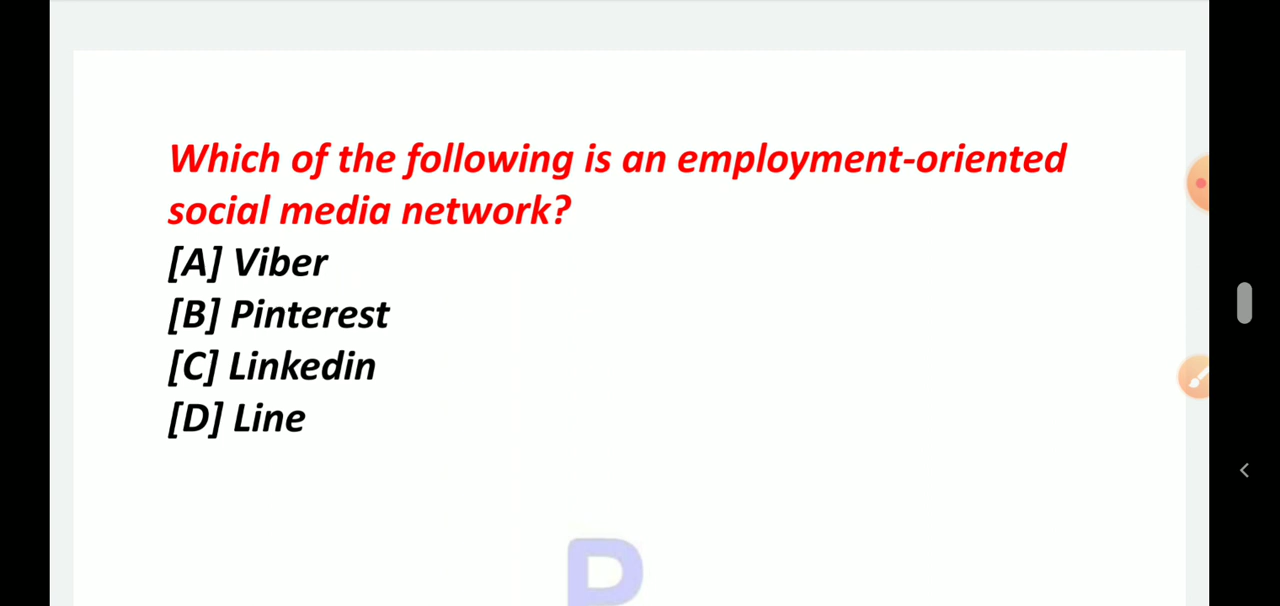 Which of the following is an employment-oriented
social media network?
[A] Viber
[B] Pinterest
[C] Linkedin
[D] Line